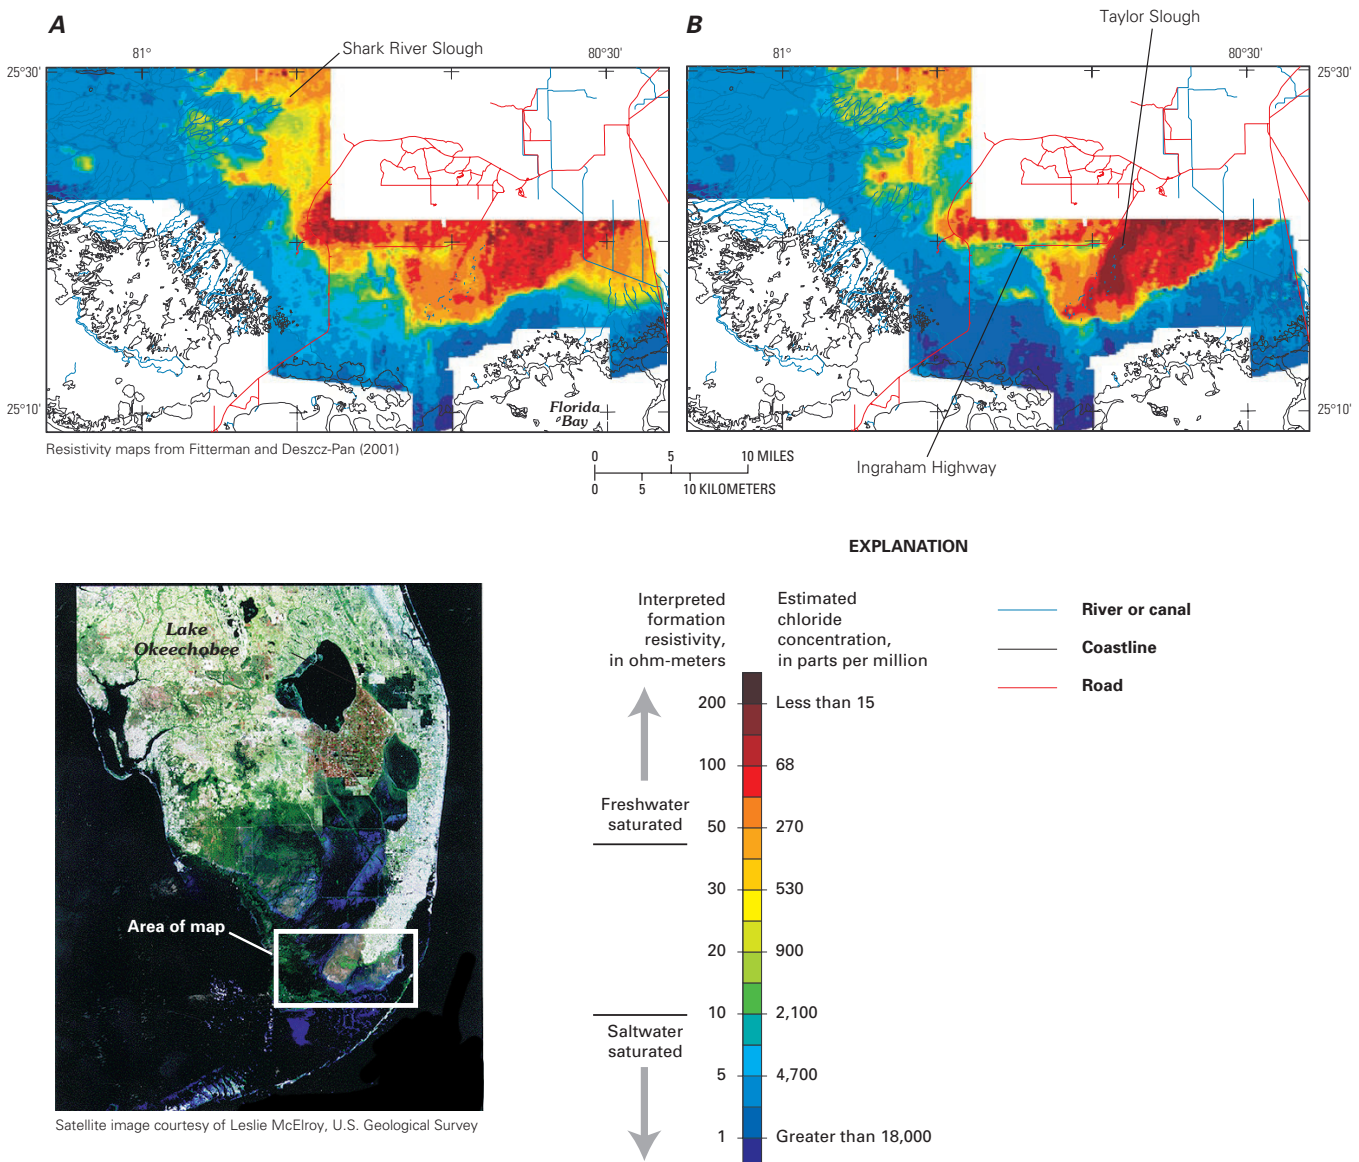 A
B
Taylor Slough
Shark River Slough
81°
80°30'
81°
80°30'
25°30'
25°30'
25°10'
25°10'
Florida
Bay
Resistivity maps from Fitterman and Deszcz-Pan (2001)
Ingraham Highway
0 5 10 MILES
0 5 10 KILOMETERS
EXPLANATION
Lake
Okeechobee
Area of map
Satellite image courtesy of Leslie McElroy, U.S. Geological Survey
Interpreted
formation
resistivity,
in ohm-meters
Estimated
chloride
concentration,
in parts per million
200 Less than 15
100 68
Freshwater
saturated
50 270
30 530
20 900
10 2,100
Saltwater
saturated
5 4,700
1 Greater than 18,000
River or canal
Coastline
Road